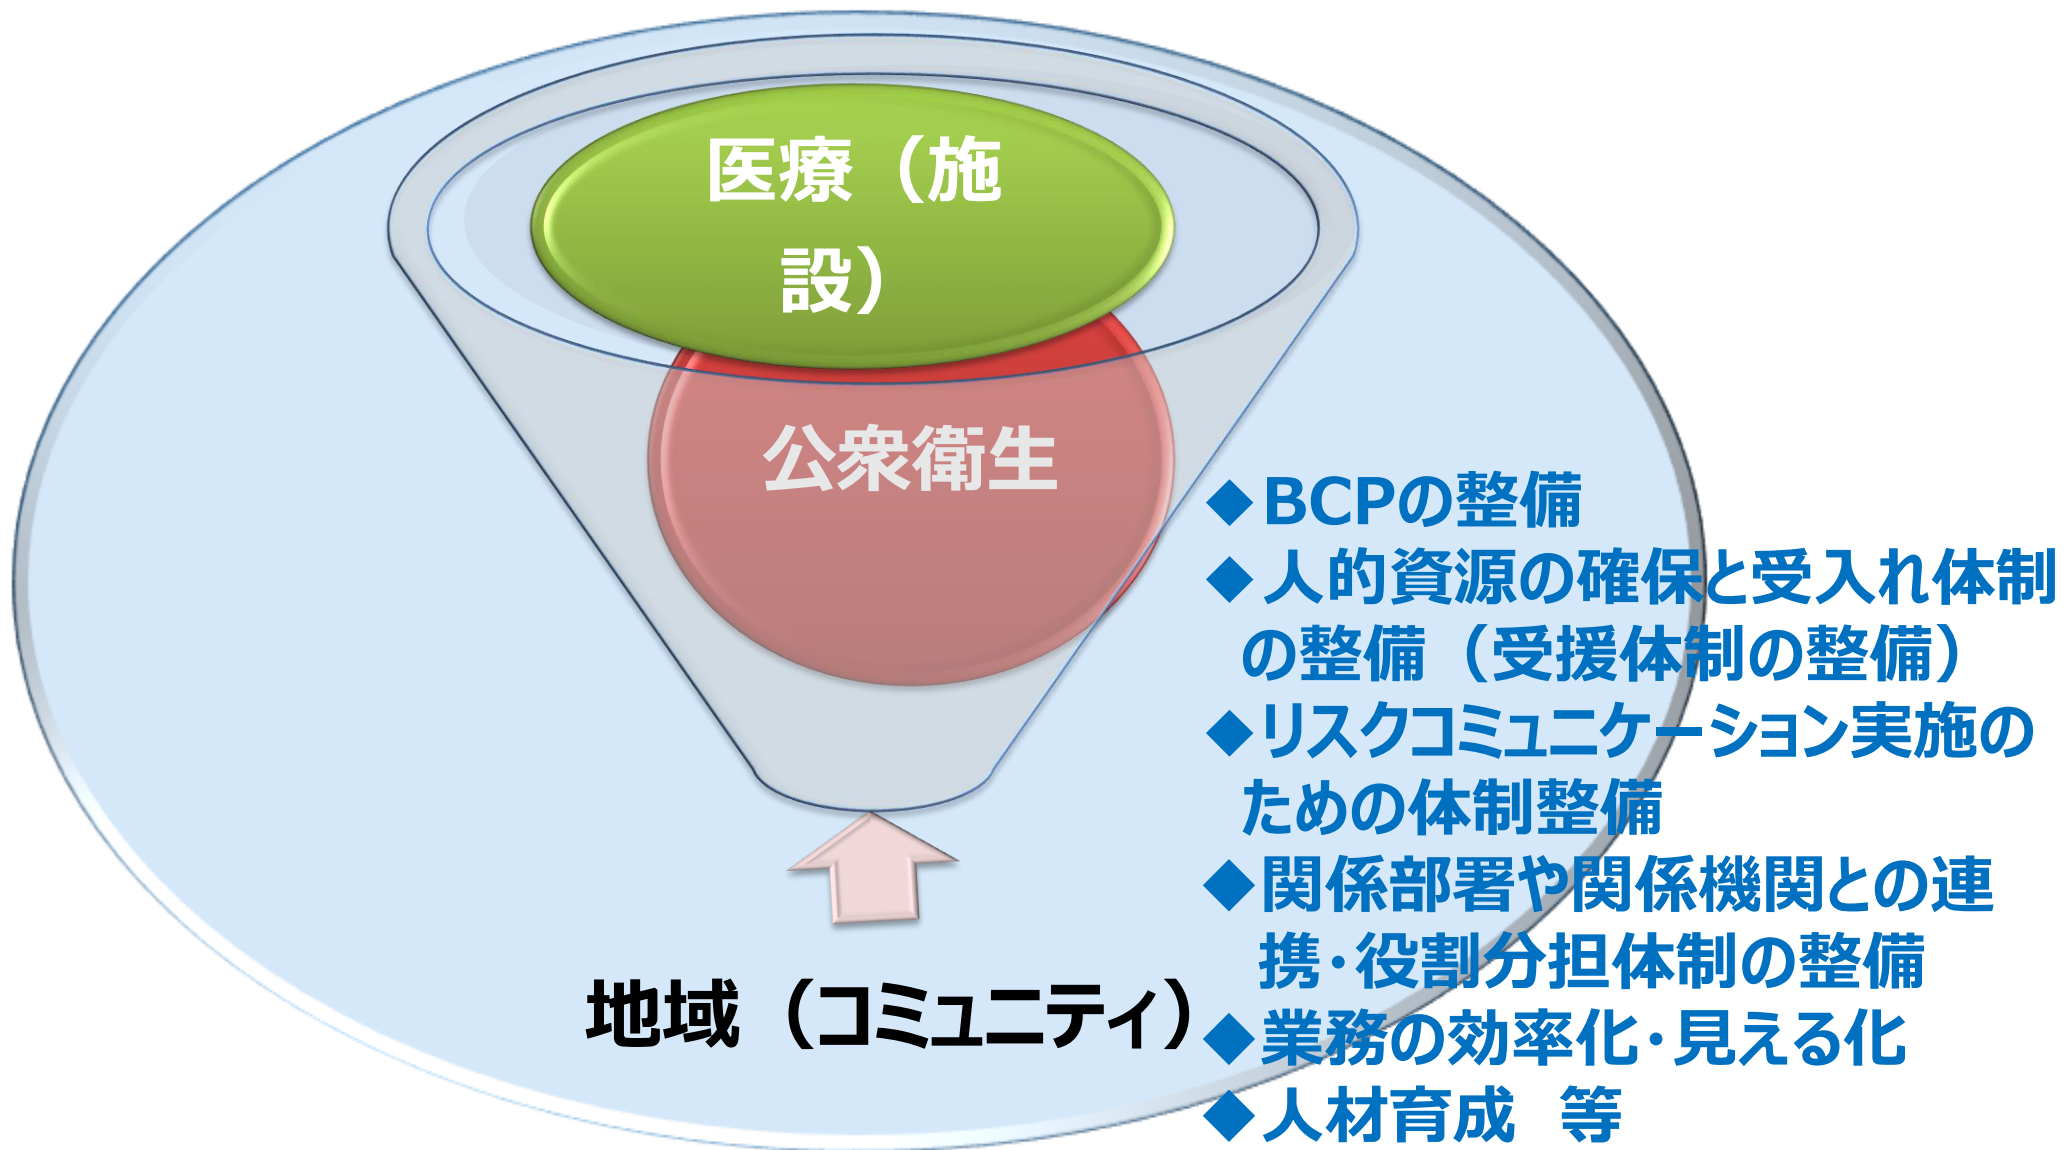 医療（施
設）
公衆衛生
◆BCPの整備
◆人的資源の確保と受入れ体制
の整備（受援体制の整備）
◆リスクコミュニケーション実施の
ための体制整備
◆関係部署や関係機関との連
携・役割分担体制の整備
地域（コミュニティ）
◆業務の効率化・見える化
◆人材育成　等